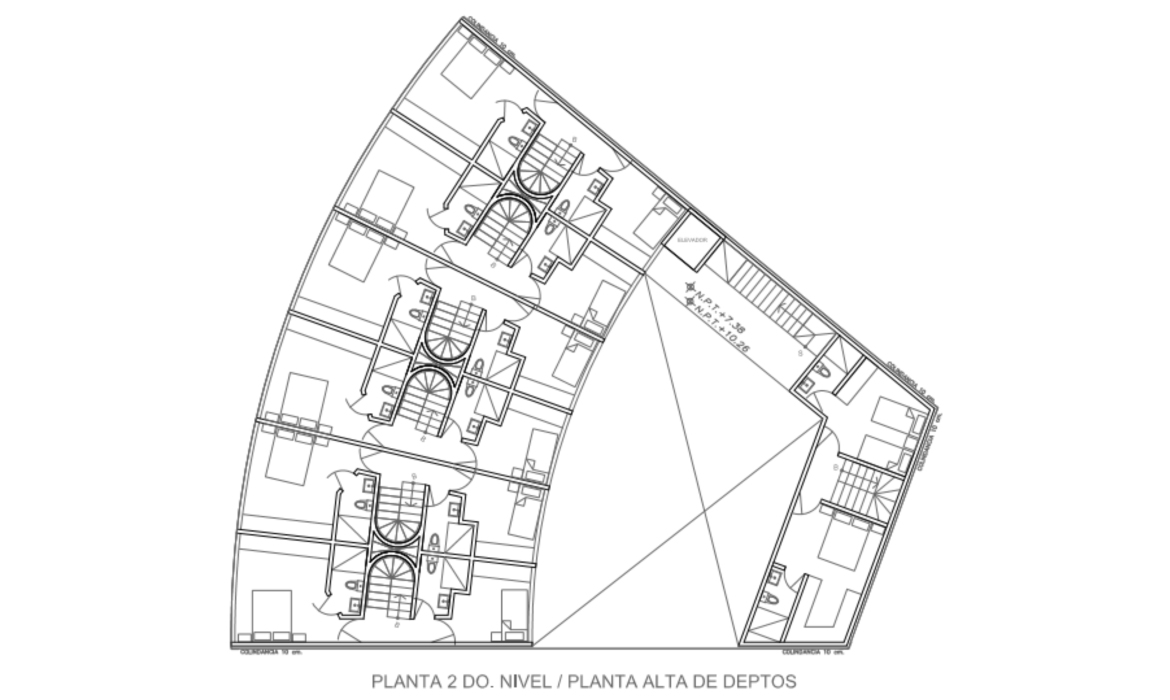 COLINDANCIA 10 cm.
ELEVADOR
N.P.T.+7.38
N.P.T.+10.26
COLINDANCIA 10 cm.
COLINDANCIA 10 cm.
COLINDANCIA 10 cm.
COLINDANCIA 10 cm.
PLANTA 2 DO. NIVEL / PLANTA ALTA DE DEPTOS